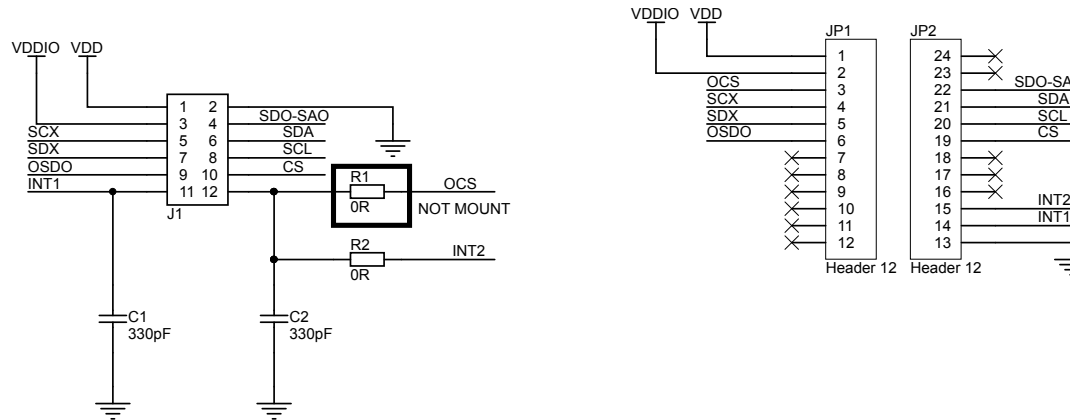 VDDIO VDD
1 2
3 4 SDO-SAO
SCX 5 6 SDA
SDX 7 8 SCL
OSDO 9 10 CS
INT1 11 12
J1
R1
0R
OCS
NOT MOUNT
R2
0R
INT2
C1
330pF
C2
330pF
VDDIO VDD
JP1
1
2
OCS 3
SCX 4
SDX 5
OSDO 6
7
8
9
10
11
12
Header 12
JP2
24
23
22 SDO-SA
21 SDA
20 SCL
19 CS
18
17
16
15 INT2
14 INT1
13
Header 12